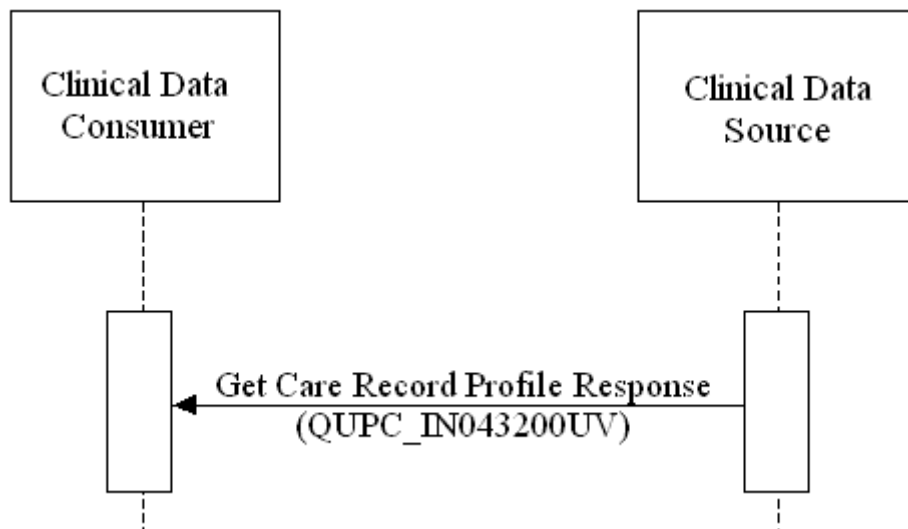 Clinical Data
Consumer
Clinical Data
Source
Get Care Record Profile Response
(QUPC_IN043200UV)